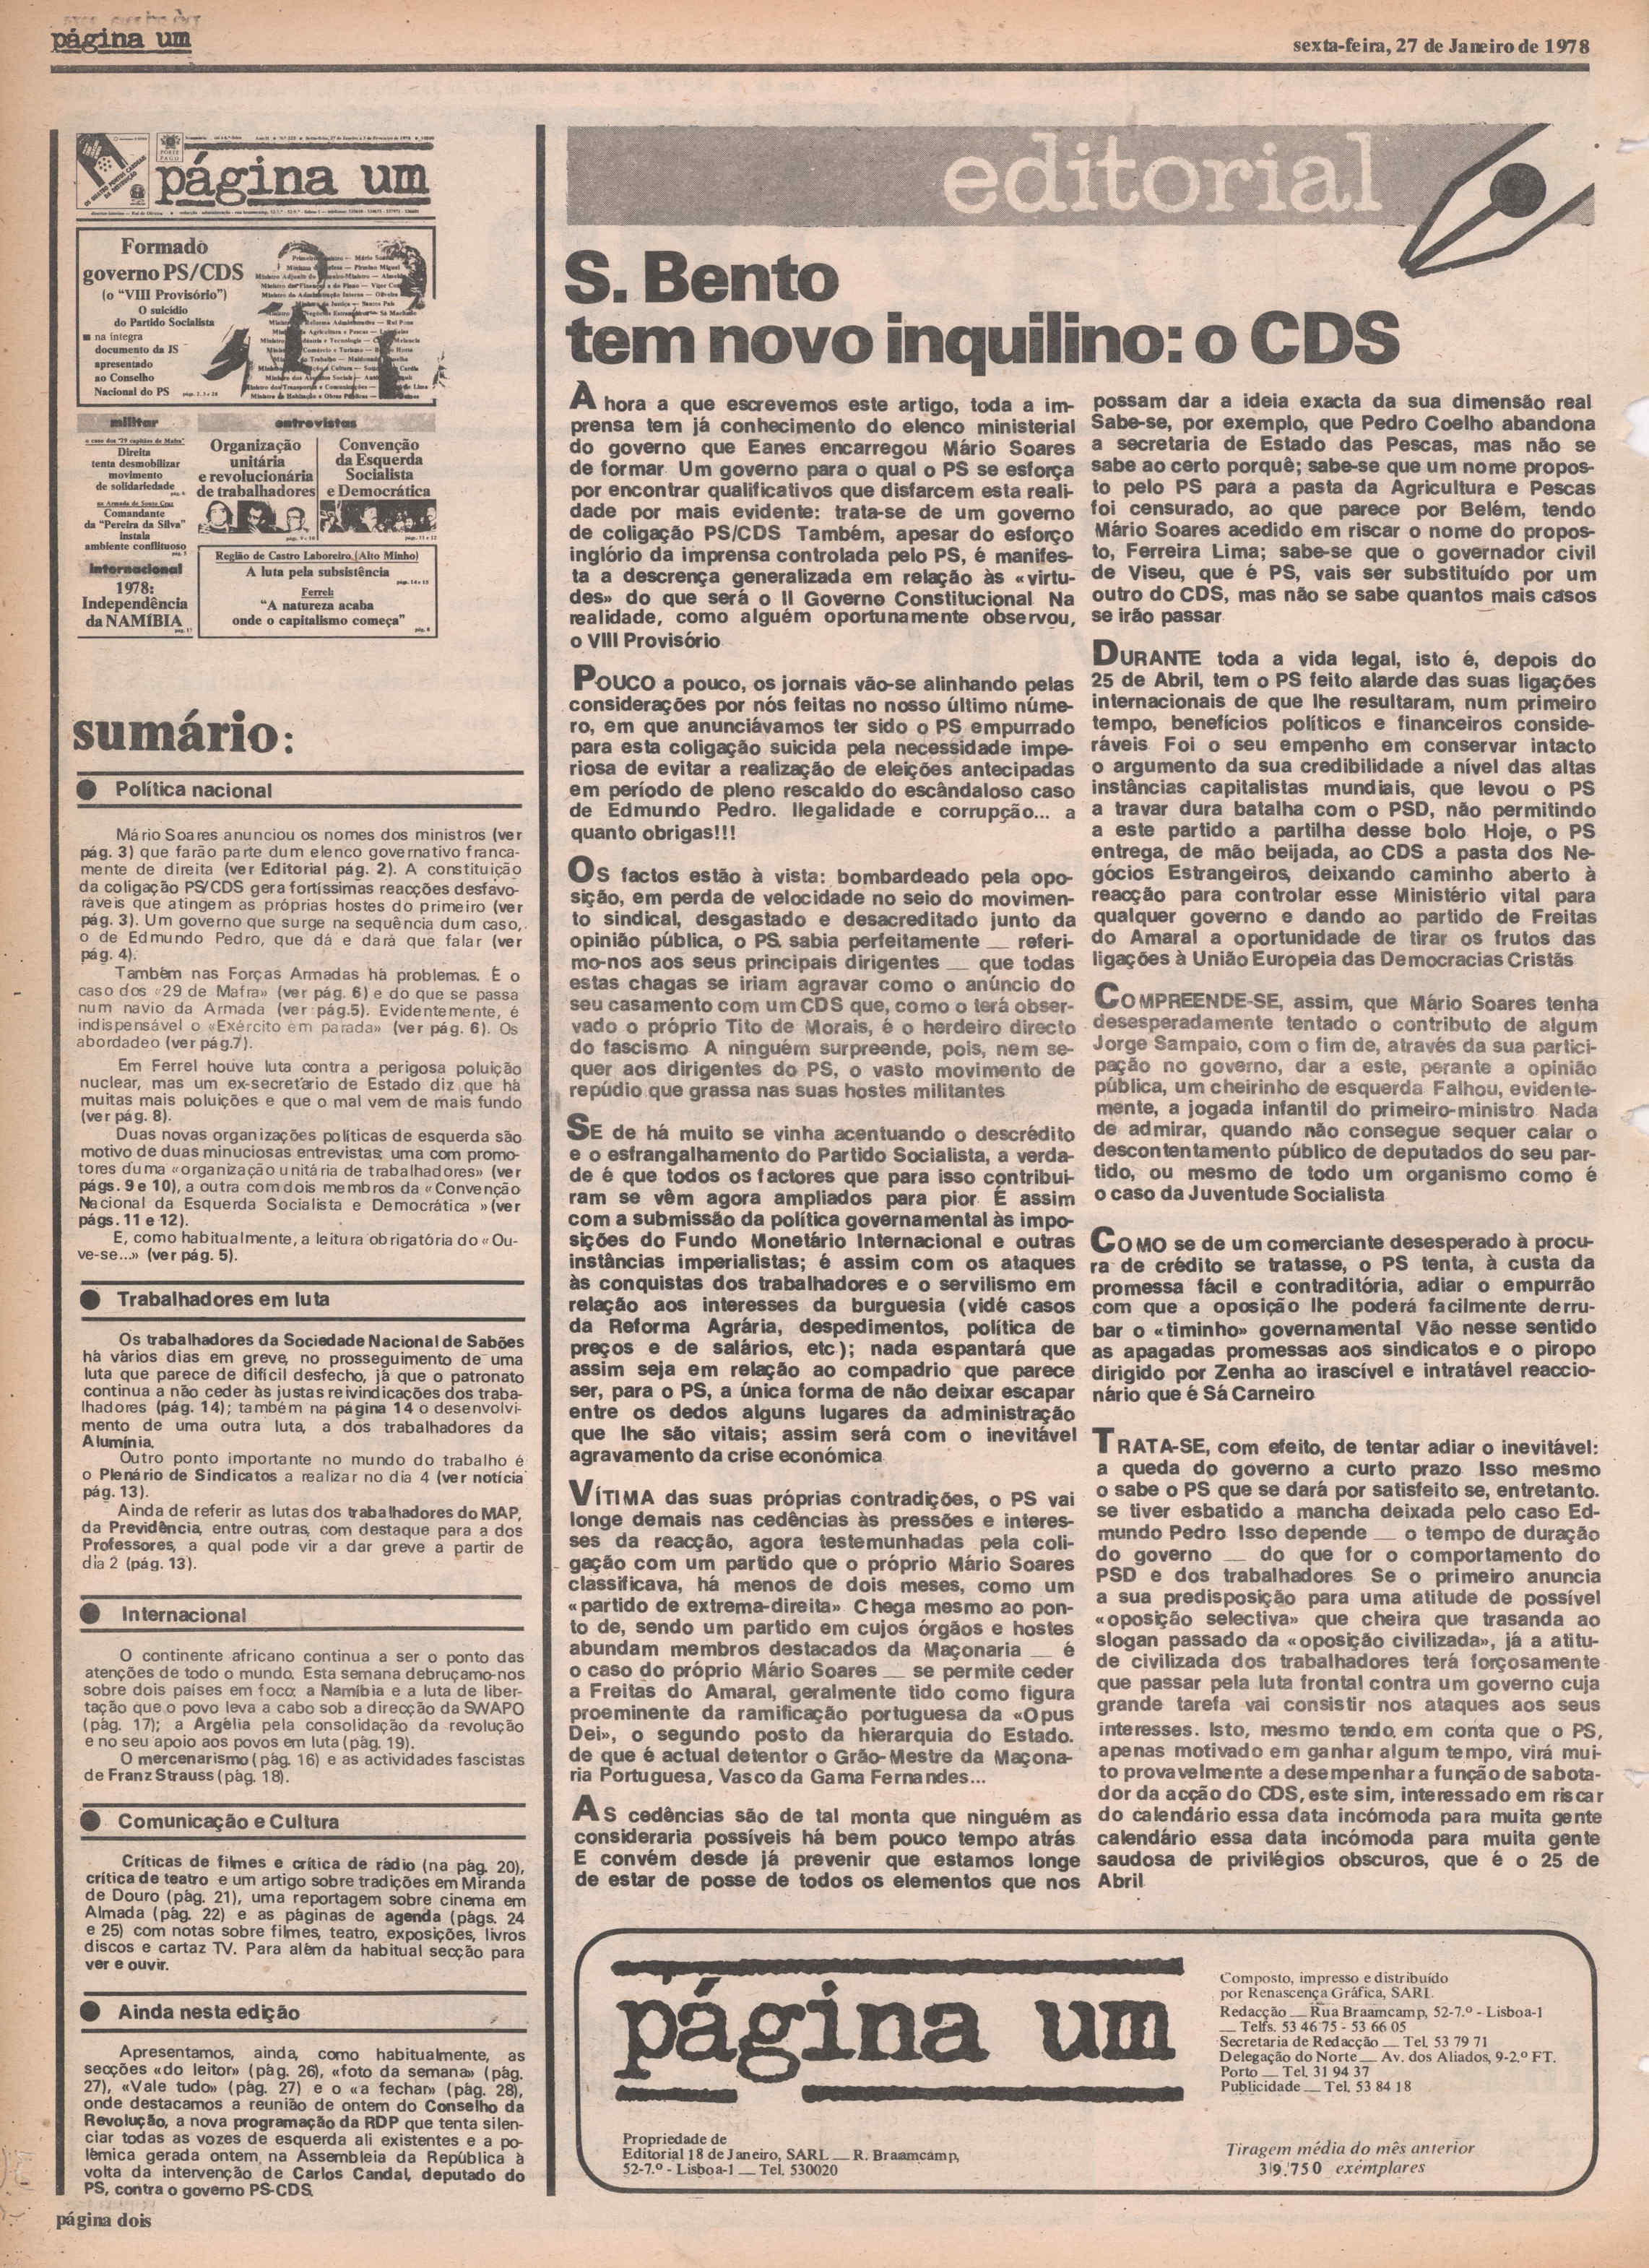 página um
sexta-feira, 27 de Janeiro de 1978
PORTE
PAGO
página um
Formado
governo PS/CDS
(o "VIII Provisório")
O suicídio
do Partido Socialista
■ na íntegra
documento da JS
apresentado
ao Conselho
Nacional do PS
militar
o caso dos "29 capitães de Mafra"
Direita
tenta desmobilizar
movimento
de solidariedade
na Armada de Sousa Cruz
Comandante
da "Pereira da Silva"
instala
ambiente conflituoso
internacional
1978:
Independência
da NAMÍBIA
entrevistas
Organização
unitária
e revolucionária
de trabalhadores
Convenção
da Esquerda
Socialista
e Democrática
Região de Castro Laboreiro (Alto Minho)
A luta pela subsistência
Ferrel:
"A natureza acaba
onde o capitalismo começa"
sumário:
● Política nacional
Mário Soares anunciou os nomes dos ministros (ver
pág. 3) que farão parte dum elenco governativo franca-
mente de direita (ver Editorial pág. 2). A constituição
da coligação PS/CDS gera fortíssimas reacções desfavo-
ráveis que atingem as próprias hostes do primeiro (ver
pág. 3). Um governo que surge na sequência dum caso,
o de Edmundo Pedro, que dá e dará que falar (ver
pág. 4).
Também nas Forças Armadas há problemas. É o
caso dos «29 de Mafra» (ver pág. 6) e do que se passa
num navio da Armada (ver pág.5). Evidentemente, é
indispensável o «Exército em parada» (ver pág. 6). Os
abordadeo (ver pág.7).
Em Ferrel houve luta contra a perigosa poluição
nuclear, mas um ex-secretario de Estado diz que há
muitas mais poluições e que o mal vem de mais fundo
(ver pág. 8).
Duas novas organizações políticas de esquerda são
motivo de duas minuciosas entrevistas: uma com promo-
tores duma «organização unitária de trabalhadores» (ver
págs. 9 e 10), a outra com dois membros da «Convenção
Nacional da Esquerda Socialista e Democrática » (ver
págs. 11 e 12).
E, como habitualmente, a leitura obrigatória do «Ou-
ve-se...» (ver pág. 5).
● Trabalhadores em luta
Os trabalhadores da Sociedade Nacional de Sabões
há vários dias em greve, no prosseguimento de uma
luta que parece de difícil desfecho, já que o patronato
continua a não ceder às justas reivindicações dos traba-
lhadores (pág. 14); também na página 14 o desenvolvi-
mento de uma outra luta, a dos trabalhadores da
Alumínia.
Outro ponto importante no mundo do trabalho é
o Plenário de Sindicatos a realizar no dia 4 (ver notícia
pág. 13).
Ainda de referir as lutas dos trabalhadores do MAP,
da Previdência, entre outras, com destaque para a dos
Professores, a qual pode vir a dar greve a partir de
dia 2 (pág. 13).
● Internacional
O continente africano continua a ser o ponto das
atenções de todo o mundo. Esta semana debruçamo-nos
sobre dois países em foco: a Namíbia e a luta de liber-
tação que o povo leva a cabo sob a direcção da SWAPO
(pàg. 17); a Argélia pela consolidação da revolução
e no seu apoio aos povos em luta (pàg. 19).
O mercenarismo (pàg. 16) e as actividades fascistas
de Franz Strauss (pàg. 18).
● Comunicação e Cultura
Críticas de filmes e crítica de rádio (na pàg. 20),
crítica de teatro e um artigo sobre tradições em Miranda
de Douro (pàg. 21), uma reportagem sobre cinema em
Almada (pàg. 22) e as pàginas de agenda (pàgs. 24
e 25) com notas sobre filmes, teatro, exposições, livros
discos e cartaz TV. Para além da habitual secção para
ver e ouvir.
● Ainda nesta edição
Apresentamos, ainda, como habitualmente, as
secções «do leitor» (pàg. 26), «foto da semana» (pàg.
27), «Vale tudo» (pàg. 27) e o «a fechar» (pàg. 28),
onde destacamos a reunião de ontem do Conselho da
Revolução, a nova programação da RDP que tenta silen-
ciar todas as vozes de esquerda ali existentes e a po-
lémica gerada ontem, na Assembleia da República à
volta da intervenção de Carlos Candal, deputado do
PS, contra o governo PS-CDS.
página dois
editorial
S. Bento
tem novo inquilino: o CDS
A hora a que escrevemos este artigo, toda a im-
prensa tem já conhecimento do elenco ministerial
do governo que Eanes encarregou Mário Soares
de formar Um governo para o qual o PS se esforça
por encontrar qualificativos que disfarcem esta reali-
dade por mais evidente: trata-se de um governo
de coligação PS/CDS Também, apesar do esforço
inglório da imprensa controlada pelo PS, é manifes-
ta a descrença generalizada em relação às «virtu-
des» do que será o II Governo Constitucional Na
realidade, como alguém oportunamente observou,
o VIII Provisório
POUCO a pouco, os jornais vão-se alinhando pelas
considerações por nós feitas no nosso último núme-
ro, em que anunciávamos ter sido o PS empurrado
para esta coligação suicida pela necessidade impe-
riosa de evitar a realização de eleições antecipadas
em período de pleno rescaldo do escândaloso caso
de Edmundo Pedro. Ilegalidade e corrupção... a
quanto obrigas!!!
OS factos estão à vista: bombardeado pela opo-
sição, em perda de velocidade no seio do movimen-
to sindical, desgastado e desacreditado junto da
opinião pública, o PS sabia perfeitamente — referi-
mo-nos aos seus principais dirigentes — que todas
estas chagas se iriam agravar como o anúncio do
seu casamento com um CDS que, como o terá obser-
vado o próprio Tito de Morais, é o herdeiro directo
do fascismo A ninguém surpreende, pois, nem se-
quer aos dirigentes do PS, o vasto movimento de
repúdio que grassa nas suas hostes militantes
SE de há muito se vinha acentuando o descrédito
e o esfrangalhamento do Partido Socialista, a verda-
de é que todos os factores que para isso contribui-
ram se vêm agora ampliados para pior É assim
com a submissão da política governamental às impo-
sições do Fundo Monetário Internacional e outras
instâncias imperialistas; é assim com os ataques
às conquistas dos trabalhadores e o servilismo em
relação aos interesses da burguesia (vidé casos
da Reforma Agrária, despedimentos, política de
preços e de salários, etc); nada espantará que
assim seja em relação ao compadrio que parece
ser, para o PS, a única forma de não deixar escapar
entre os dedos alguns lugares da administração
que lhe são vitais; assim será com o inevitável
agravamento da crise económica
VÍTIMA das suas próprias contradições, o PS vai
longe demais nas cedências às pressões e interes-
ses da reacção, agora testemunhadas pela coli-
gação com um partido que o próprio Mário Soares
classificava, há menos de dois meses, como um
«partido de extrema-direita» Chega mesmo ao pon-
to de, sendo um partido em cujos órgãos e hostes
abundam membros destacados da Maçonaria — é
o caso do próprio Mário Soares — se permite ceder
a Freitas do Amaral, geralmente tido como figura
proeminente da ramificação portuguesa da «Opus
Dei», o segundo posto da hierarquia do Estado.
de que é actual detentor o Grão-Mestre da Maçona-
ria Portuguesa, Vasco da Gama Fernandes...
AS cedências são de tal monta que ninguém as
consideraria possíveis há bem pouco tempo atrás
E convém desde já prevenir que estamos longe
de estar de posse de todos os elementos que nos
possam dar a ideia exacta da sua dimensão real
Sabe-se, por exemplo, que Pedro Coelho abandona
a secretaria de Estado das Pescas, mas não se
sabe ao certo porquê; sabe-se que um nome propos-
to pelo PS para a pasta da Agricultura e Pescas
foi censurado, ao que parece por Belém, tendo
Mário Soares acedido em riscar o nome do propos-
to, Ferreira Lima; sabe-se que o governador civil
de Viseu, que é PS, vais ser substituído por um
outro do CDS, mas não se sabe quantos mais casos
se irão passar
DURANTE toda a vida legal, isto é, depois do
25 de Abril, tem o PS feito alarde das suas ligações
internacionais de que lhe resultaram, num primeiro
tempo, benefícios políticos e financeiros conside-
ráveis Foi o seu empenho em conservar intacto
o argumento da sua credibilidade a nível das altas
instâncias capitalistas mundiais, que levou o PS
a travar dura batalha com o PSD, não permitindo
a este partido a partilha desse bolo Hoje, o PS
entrega, de mão beijada, ao CDS a pasta dos Ne-
gócios Estrangeiros, deixando caminho aberto à
reacção para controlar esse Ministério vital para
qualquer governo e dando ao partido de Freitas
do Amaral a oportunidade de tirar os frutos das
ligações à União Européia das Democracias Cristãs
COMPREENDE-SE, assim, que Mário Soares tenha
desesperadamente tentado o contributo de algum
Jorge Sampaio, com o fim de, através da sua partici-
pação no governo, dar a este, perante a opinião
pública, um cheirinho de esquerda Falhou, evidente-
mente, a jogada infantil do primeiro-ministro Nada
de admirar, quando não consegue sequer calar o
descontentamento público de deputados do seu par-
tido, ou mesmo de todo um organismo como é
o caso da Juventude Socialista
COMO se de um comerciante desesperado à procu-
ra de crédito se tratasse, o PS tenta, à custa da
promessa fácil e contraditória, adiar o empurrão
com que a oposição lhe poderá facilmente derru-
bar o «timinho» governamental Vão nesse sentido
as apagadas promessas aos sindicatos e o piropo
dirigido por Zenha ao irascível e intratável reaccio-
nário que é Sá Carneiro
TRATA-SE, com efeito, de tentar adiar o inevitável:
a queda do governo a curto prazo Isso mesmo
o sabe o PS que se dará por satisfeito se, entretanto.
se tiver esbatido a mancha deixada pelo caso Ed-
mundo Pedro Isso depende — o tempo de duração
do governo — do que for o comportamento do
PSD e dos trabalhadores Se o primeiro anuncia
a sua predisposição para uma atitude de possível
«oposição selectiva» que cheira que trasanda ao
slogan passado da «oposição civilizada», já a atitu-
de civilizada dos trabalhadores terá forçosamente
que passar pela luta frontal contra um governo cuja
grande tarefa vai consistir nos ataques aos seus
interesses. Isto, mesmo tendo em conta que o PS,
apenas motivado em ganhar algum tempo, virá mui-
to provavelmente a desempenhar a função de sabota-
dor da acção do CDS, este sim, interessado em riscar
do calendário essa data incómoda para muita gente
calendário essa data incómoda para muita gente
saudosa de privilégios obscuros, que é o 25 de
Abril
página um
Propriedade de
Editorial 18 de Janeiro, SARL — R. Braamcamp,
52-7.º - Lisboa-1 — Tel. 530020
Composto, impresso e distribuído
por Renascença Gráfica, SARL
Redacção — Rua Braamcamp, 52-7.º - Lisboa-1
— Telfs. 53 46 75 - 53 66 05
Secretaria de Redacção — Tel. 53 79 71
Delegação do Norte — Av. dos Aliados, 9-2.º FT.
Porto — Tel. 31 94 37
Publicidade — Tel. 53 84 18
Tiragem média do mês anterior
39.750 exemplares